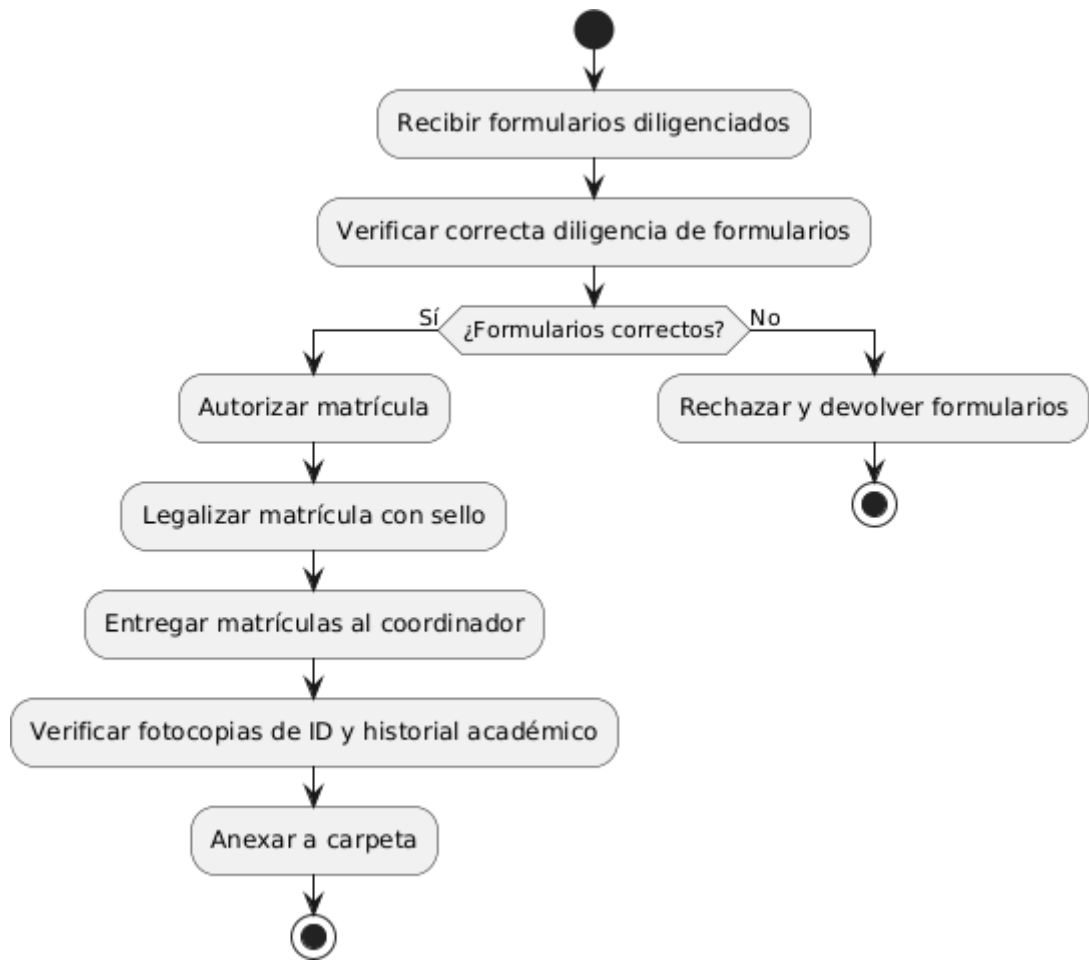 Recibir formularios diligenciados
Verificar correcta diligencia de formularios
Sí
¿Formularios correctos?
No
Autorizar matrícula
Rechazar y devolver formularios
Legalizar matrícula con sello
Entregar matrículas al coordinador
Verificar fotocopias de ID y historial académico
Anexar a carpeta